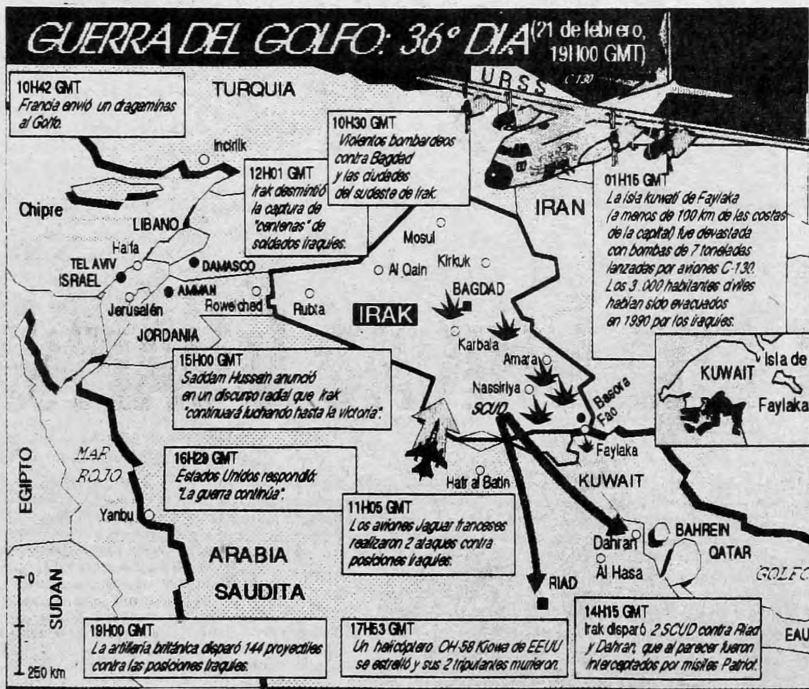 GUERRA DEL GOLFO: 36° DIA (21 de febrero,
19H00 GMT)
10H42 GMT
Francia envió un dragaminas
al Golfo.
TURQUIA
URSS
C-130
10H30 GMT
Violentos bombardeos
contra Bagdad
y las ciudades
del sudeste de Irak.
Incirlik
12H01 GMT
Irak desmintió
la captura de
"centenas" de
soldados iraquíes.
01H15 GMT
La isla kuwaití de Faylaka
(a menos de 100 km de las costas
de la capital) fue devastada
con bombas de 7 toneladas
lanzadas por aviones C-130.
Los 3.000 habitantes civiles
habían sido evacuados
en 1990 por los iraquíes.
IRAN
Chipre
LIBANO
Haifa
TEL AVIV
ISRAEL
DAMASCO
AMMAN
Jerusalén
Roweiched
JORDANIA
Mosul
Kirkuk
Al Qain
BAGDAD
Rutxa
IRAK
Karbala
Amara
Nassiriya
SCUD
Basora
Fao
Faylaka
KUWAIT
Isla de
Faylaka
15H00 GMT
Saddam Hussein anunció
en un discurso radial que Irak
"continuará luchando hasta la victoria".
MAR
ROJO
EGIPTO
16H29 GMT
Estados Unidos respondió:
"La guerra continúa".
Yanbu
Hafr al Batin
KUWAIT
11H05 GMT
Los aviones Jaguar franceses
realizaron 2 ataques contra
posiciones iraquíes.
Dahran
BAHREIN
QATAR
Al Hasa
GOLFO
ARABIA
SAUDITA
RIAD
SUDAN
EAU
0
250 km
19H00 GMT
La artillería británica disparó 144 proyectiles
contra las posiciones iraquíes.
17H53 GMT
Un helicóptero OH-58 Kiowa de EEUU
se estrelló y sus 2 tripulantes murieron.
14H15 GMT
Irak disparó 2 SCUD contra Riad
y Dahran, que al parecer fueron
interceptados por misiles Patriot.